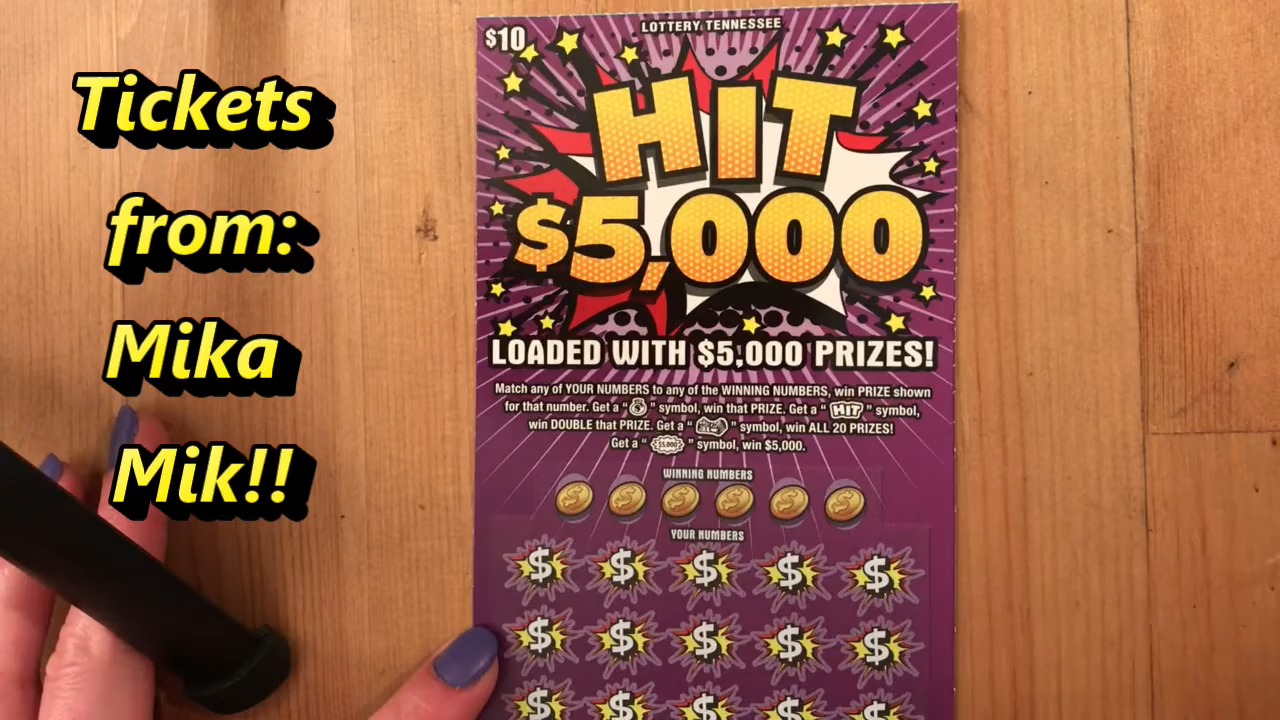 Tickets
from:
Mika
Mik!!
$10
LOTTERY TENNESSEE
HIT
$5,000
LOADED WITH $5,000 PRIZES!
Match any of YOUR NUMBERS to any of the WINNING NUMBERS, win PRIZE shown
for that number. Get a " " symbol, win that PRIZE. Get a " HIT " symbol,
win DOUBLE that PRIZE. Get a " " symbol, win ALL 20 PRIZES!
Get a " $5,000 " symbol, win $5,000.
WINNING NUMBERS
$ $ $ $ $ $
YOUR NUMBERS
$ $ $ $ $
$ $ $ $ $
$ $ $ $ $